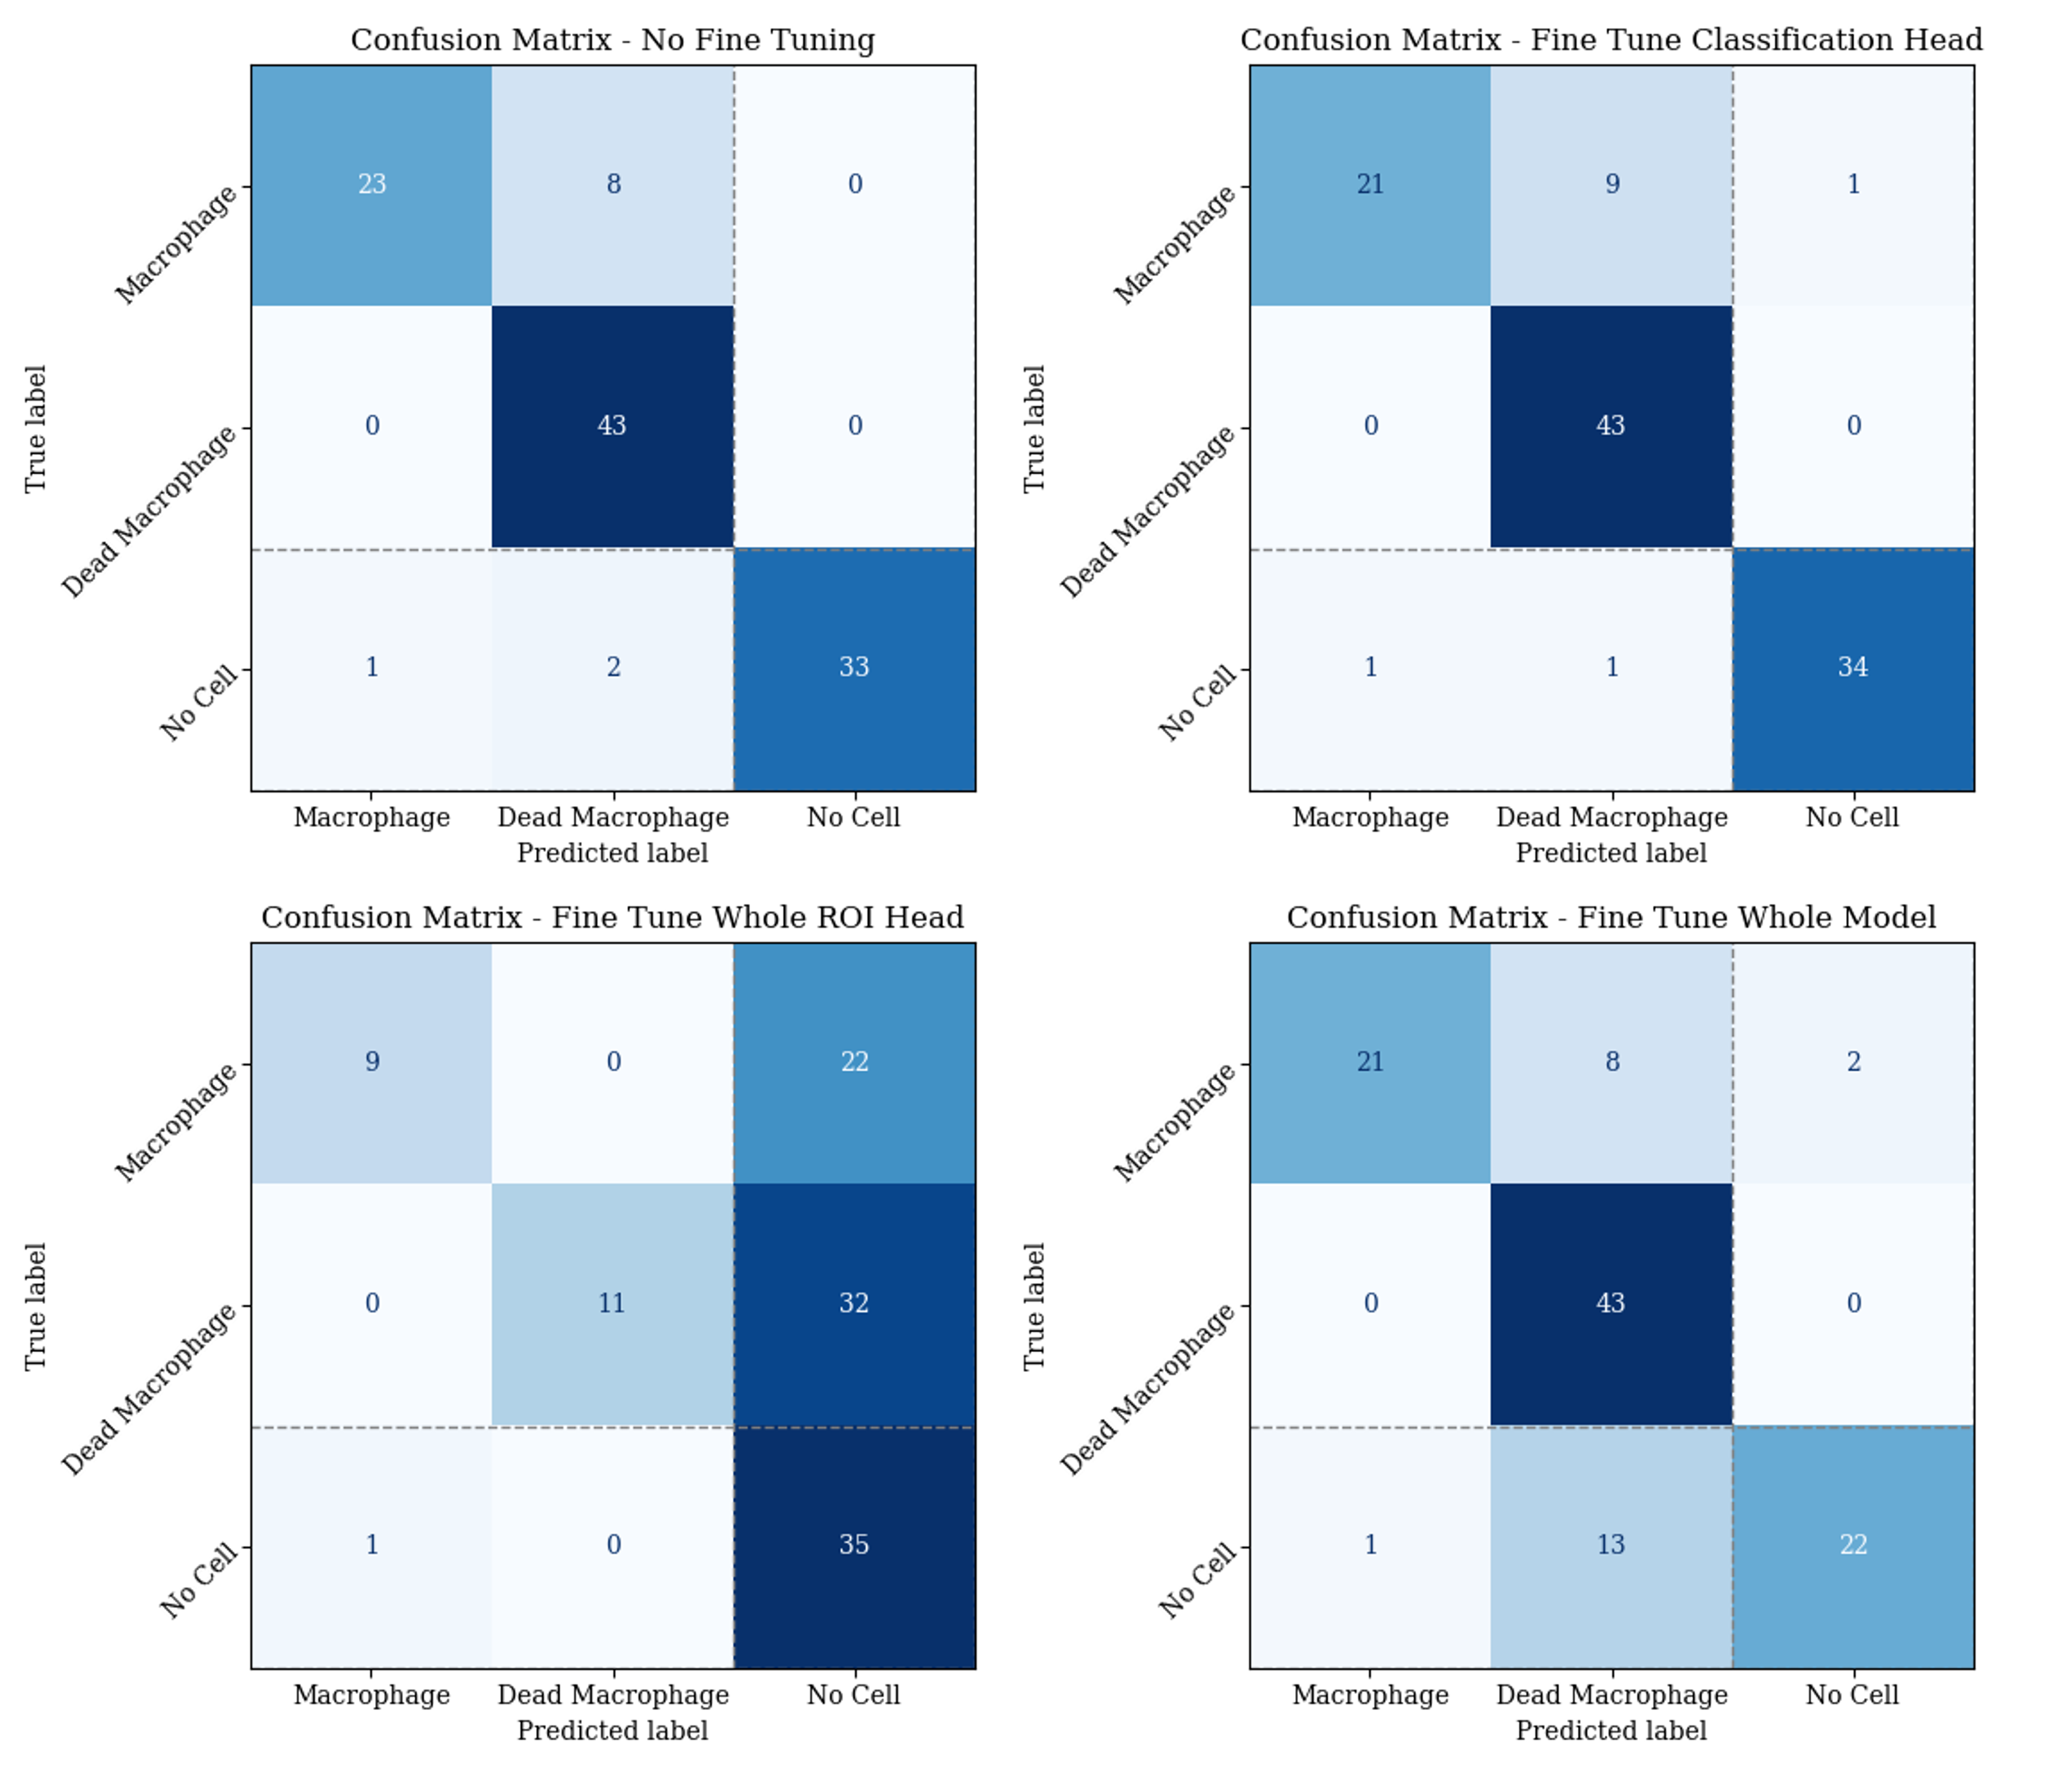 Confusion Matrix - No Fine Tuning
True label
Macrophage
23 8 0
Dead Macrophage
0 43 0
No Cell
1 2 33
Macrophage Dead Macrophage No Cell
Predicted label
Confusion Matrix - Fine Tune Classification Head
True label
Macrophage
21 9 1
Dead Macrophage
0 43 0
No Cell
1 1 34
Macrophage Dead Macrophage No Cell
Predicted label
Confusion Matrix - Fine Tune Whole ROI Head
True label
Macrophage
9 0 22
Dead Macrophage
0 11 32
No Cell
1 0 35
Macrophage Dead Macrophage No Cell
Predicted label
Confusion Matrix - Fine Tune Whole Model
True label
Macrophage
21 8 2
Dead Macrophage
0 43 0
No Cell
1 13 22
Macrophage Dead Macrophage No Cell
Predicted label